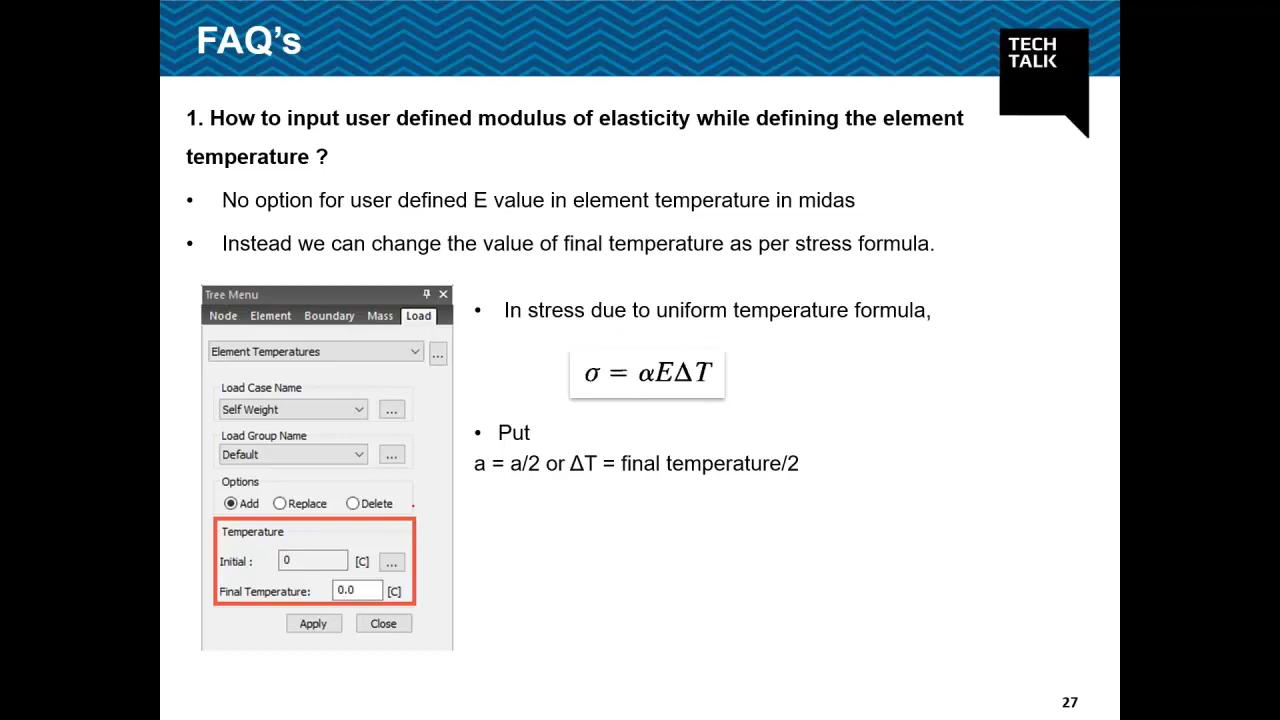 FAQ's
TECH
TALK
1. How to input user defined modulus of elasticity while defining the element
temperature ?
• No option for user defined E value in element temperature in midas
• Instead we can change the value of final temperature as per stress formula.
Tree Menu
Node Element Boundary Mass Load
Element Temperatures ...
Load Case Name
Self Weight ...
Load Group Name
Default ...
Options
Add Replace Delete
Temperature
Initial : 0 [C] ...
Final Temperature: 0.0 [C]
Apply Close
• In stress due to uniform temperature formula,
σ = αEΔT
• Put
a = a/2 or ΔT = final temperature/2
27